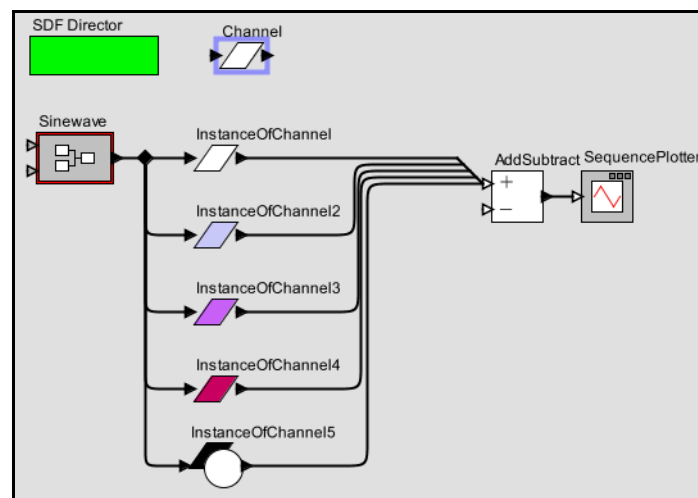 SDF Director
Channel
Sinewave
InstanceOfChannel
AddSubtract
SequencePlotter
InstanceOfChannel2
InstanceOfChannel3
InstanceOfChannel4
InstanceOfChannel5